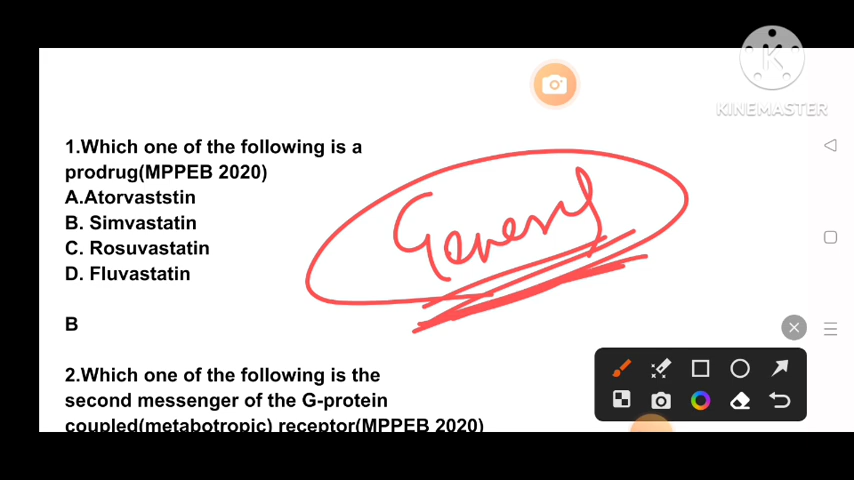 KINEMASTER
1.Which one of the following is a
prodrug(MPPEB 2020)
A.Atorvaststin
B. Simvastatin
C. Rosuvastatin
D. Fluvastatin
B
2.Which one of the following is the
second messenger of the G-protein
coupled(metabotropic) receptor(MPPEB 2020)